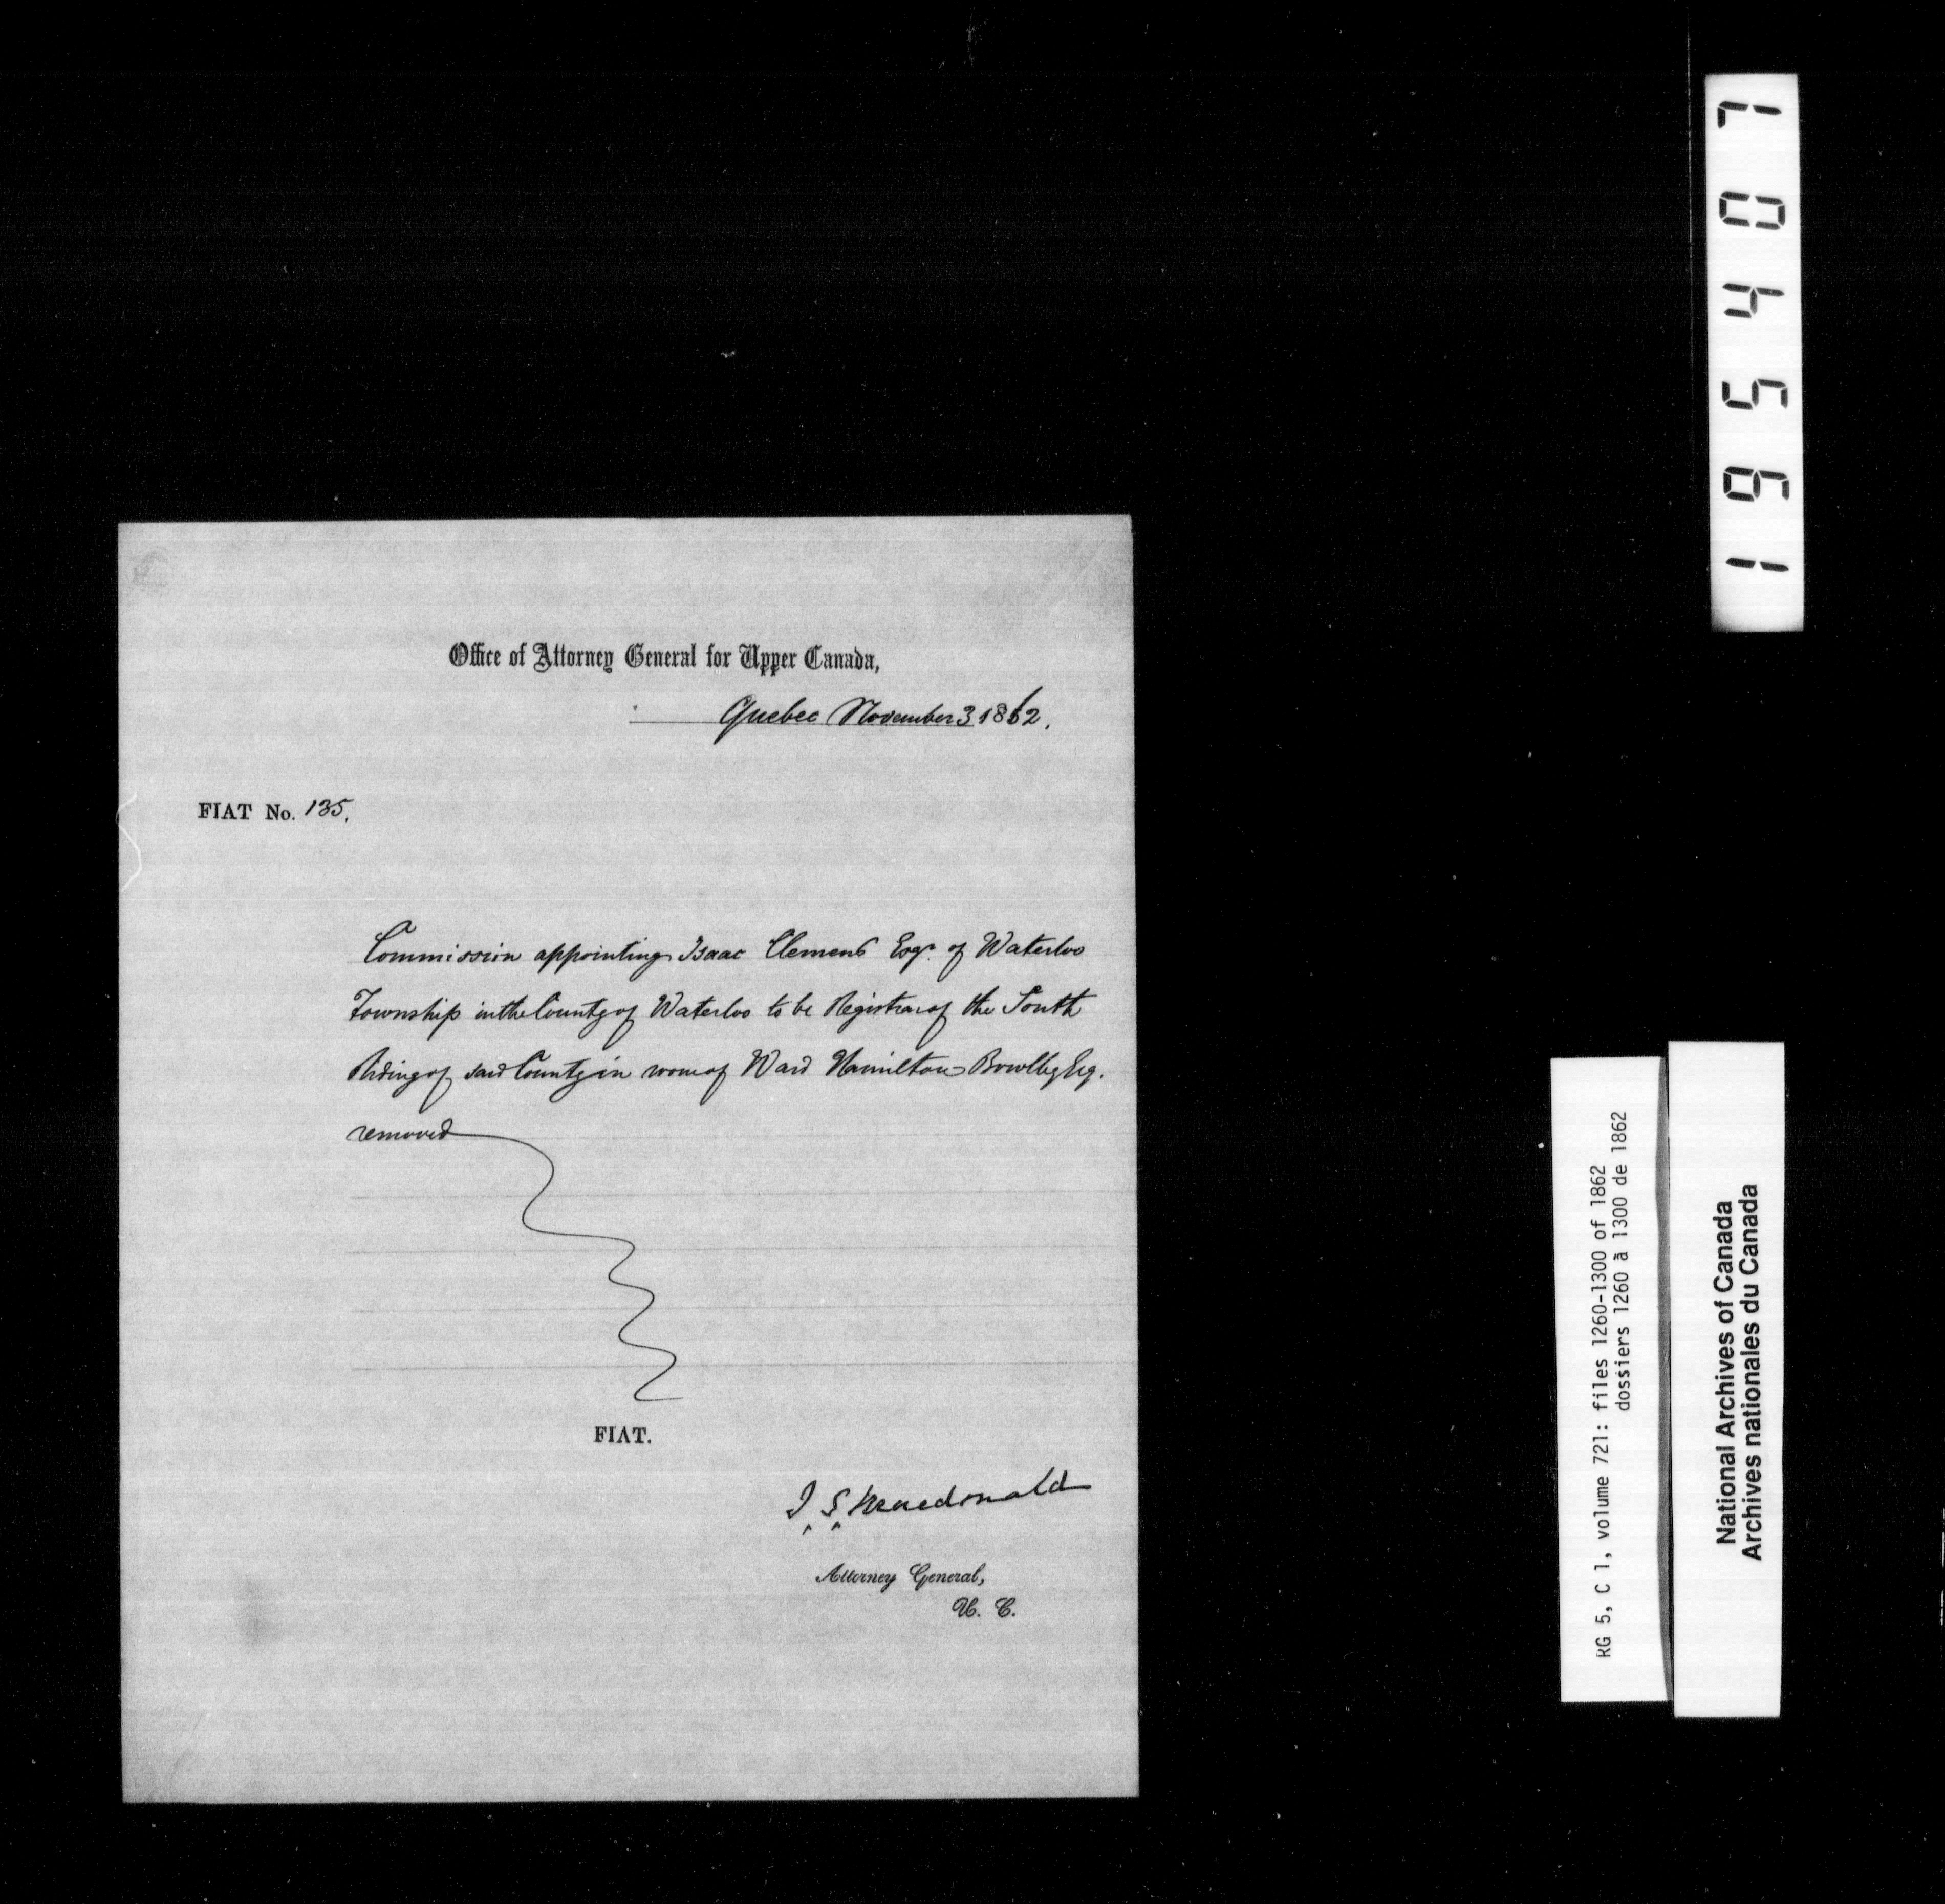 Office of Attorney General for Upper Canada,
Quebec November 3 1862.
FIAT No. 135.
Commission appointing Isaac Clemens Esqr. of Waterloo
Township in the County of Waterloo to be Registrar of the South
Riding of said County in room of Ward Hamilton Bowlby Esq.
removed
FIAT.
J. S. Macdonald
Attorney General,
U. C.
164501
RG 5, C 1, volume 721: files 1260-1300 of 1862
dossiers 1260 à 1300 de 1862
National Archives of Canada
Archives nationales du Canada